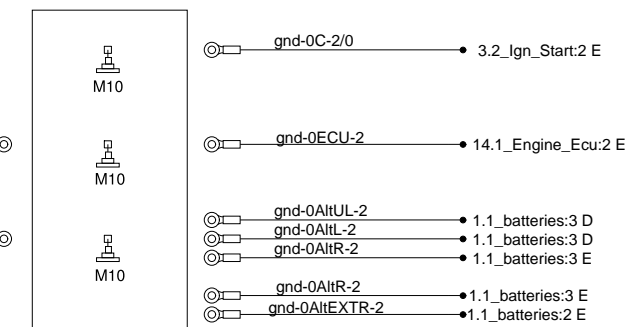 gnd-0C-2/0 3.2_Ign_Start:2 E
M10
gnd-0ECU-2 14.1_Engine_Ecu:2 E
M10
gnd-0AltUL-2 1.1_batteries:3 D
gnd-0AltL-2 1.1_batteries:3 D
gnd-0AltR-2 1.1_batteries:3 E
M10
gnd-0AltR-2 1.1_batteries:3 E
gnd-0AltEXTR-2 1.1_batteries:2 E